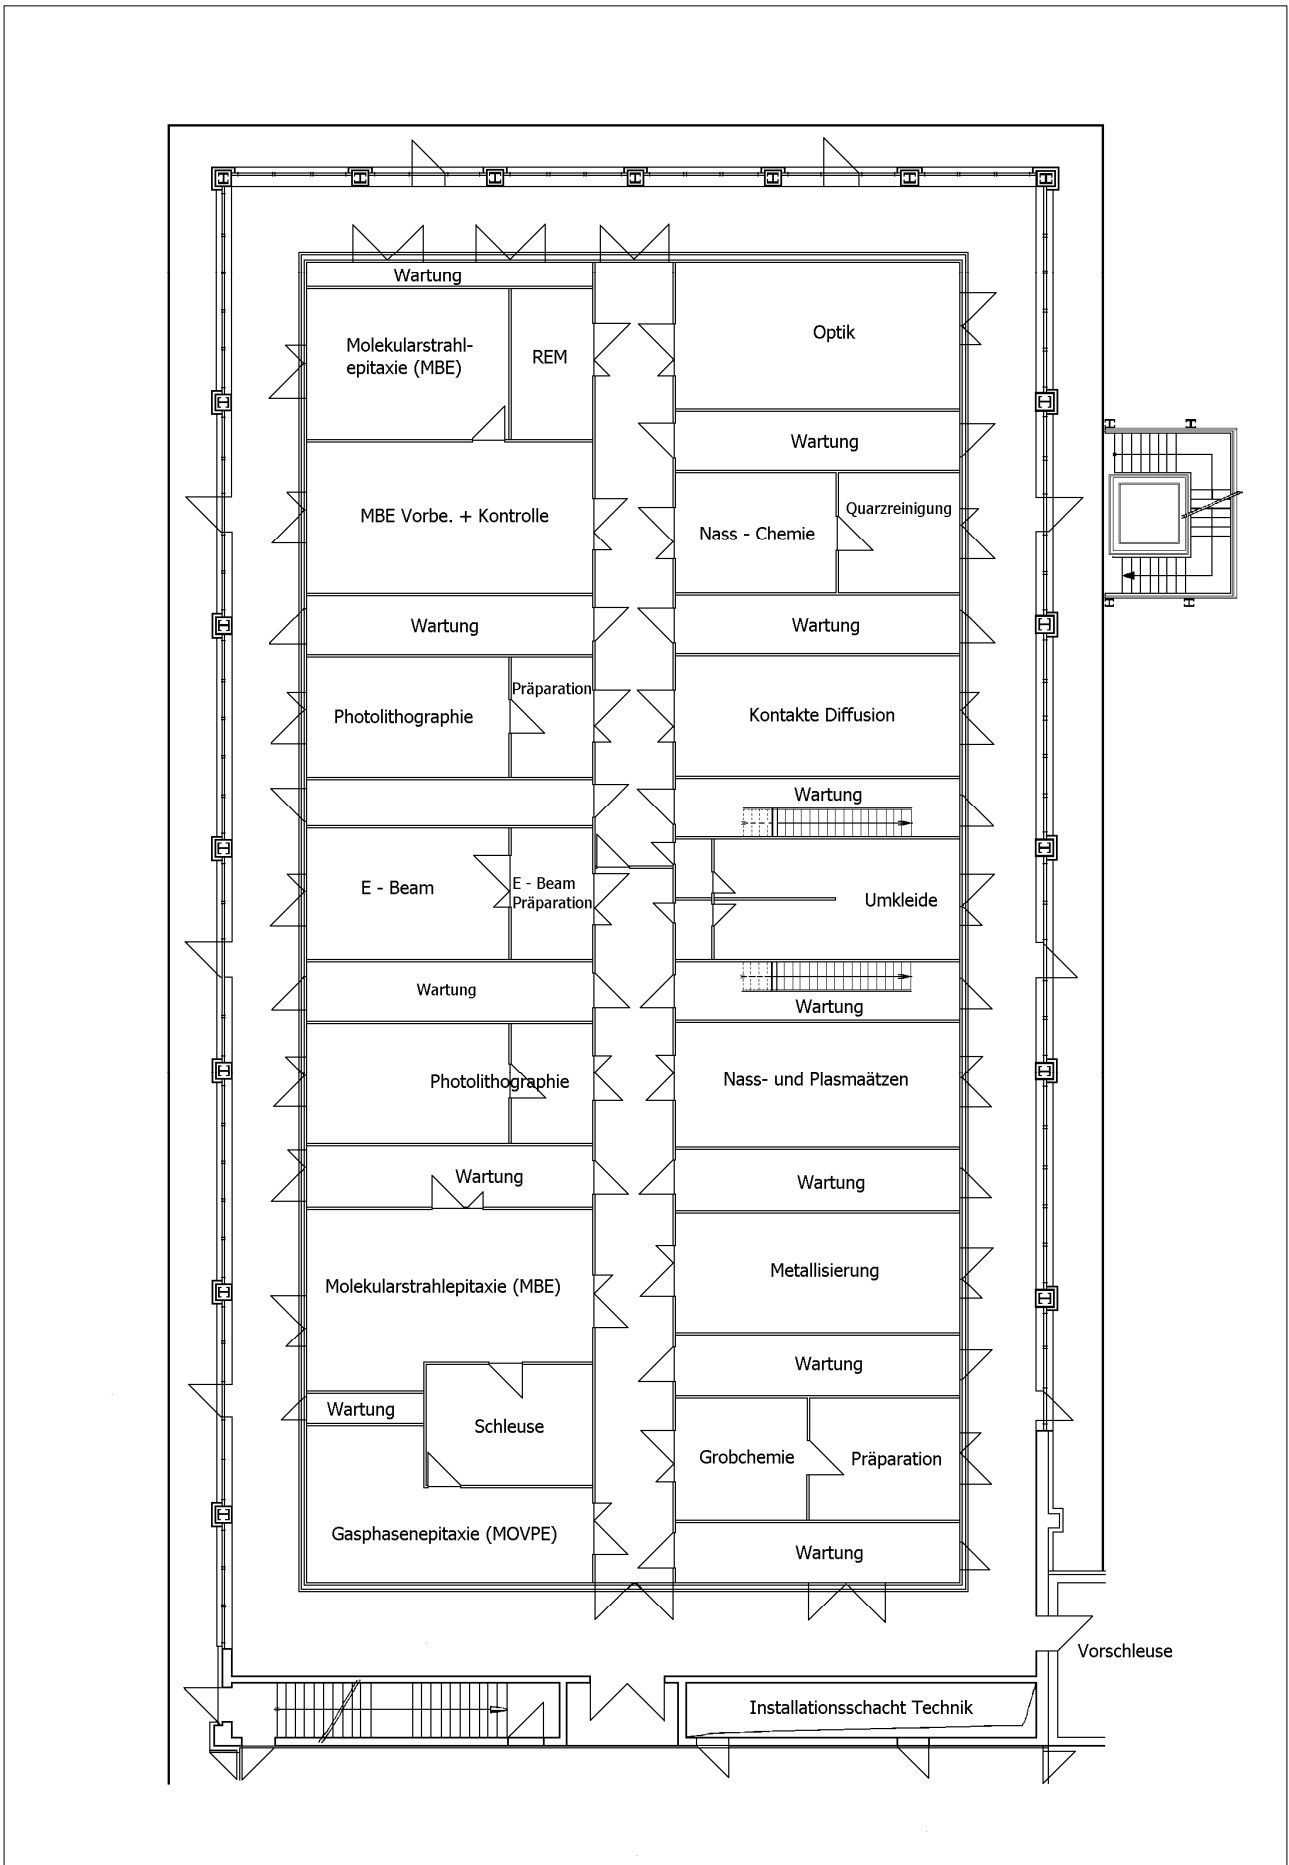 Wartung
Molekularstrahl-
epitaxie (MBE)
REM
Optik
Wartung
MBE Vorbe. + Kontrolle
Nass - Chemie
Quarzreinigung
Wartung
Wartung
Photolithographie
Präparation
Kontakte Diffusion
Wartung
E - Beam
E - Beam
Präparation
Umkleide
Wartung
Wartung
Photolithographie
Nass- und Plasmaätzen
Wartung
Wartung
Molekularstrahlepitaxie (MBE)
Metallisierung
Wartung
Wartung
Schleuse
Grobchemie
Präparation
Gasphasenepitaxie (MOVPE)
Wartung
Vorschleuse
Installationsschacht Technik